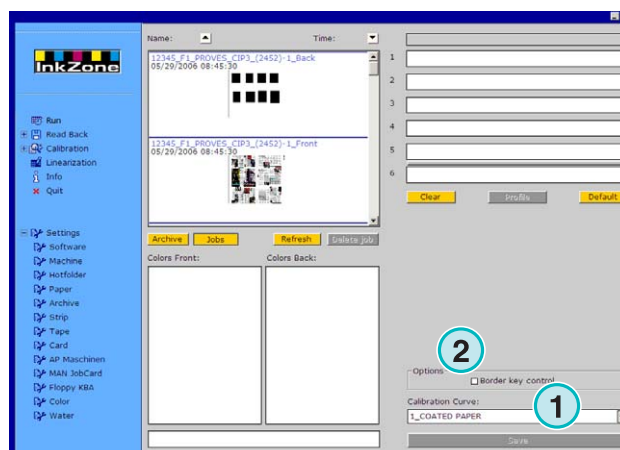 InkZone
Run
Read Back
Calibration
Linearization
Info
Quit
Settings
Software
Machine
Hotfolder
Paper
Archive
Strip
Tape
Card
AP Maschinen
MAN JobCard
Floppy KBA
Color
Water
Name: Time:
12345_F1_PROVES_CIP3_(2452)-1_Back
05/29/2006 08:45:30
12345_F1_PROVES_CIP3_(2452)-1_Front
05/29/2006 08:45:30
Archive Jobs Refresh Delete job
Colors Front: Colors Back:
1
2
3
4
5
6
Clear Profile Default
2
Options
Border key control
Calibration Curve:
1
1_COATED PAPER
Save